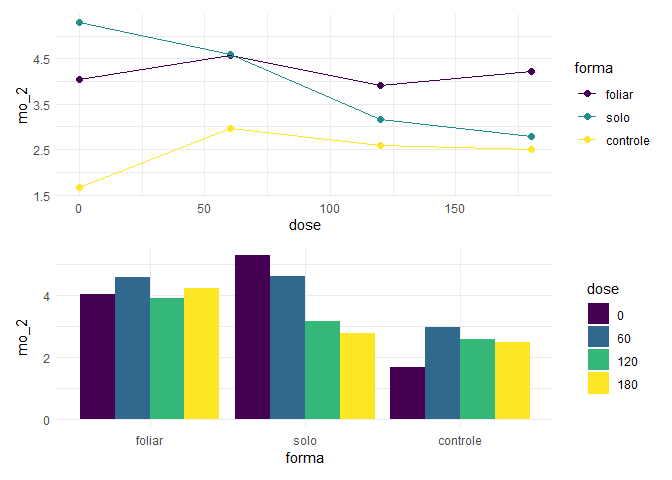 4.5
3.5
2.5
1.5
mo_2
0 50 100 150
dose
forma
foliar
solo
controle
4
2
0
mo_2
foliar solo controle
forma
dose
0
60
120
180